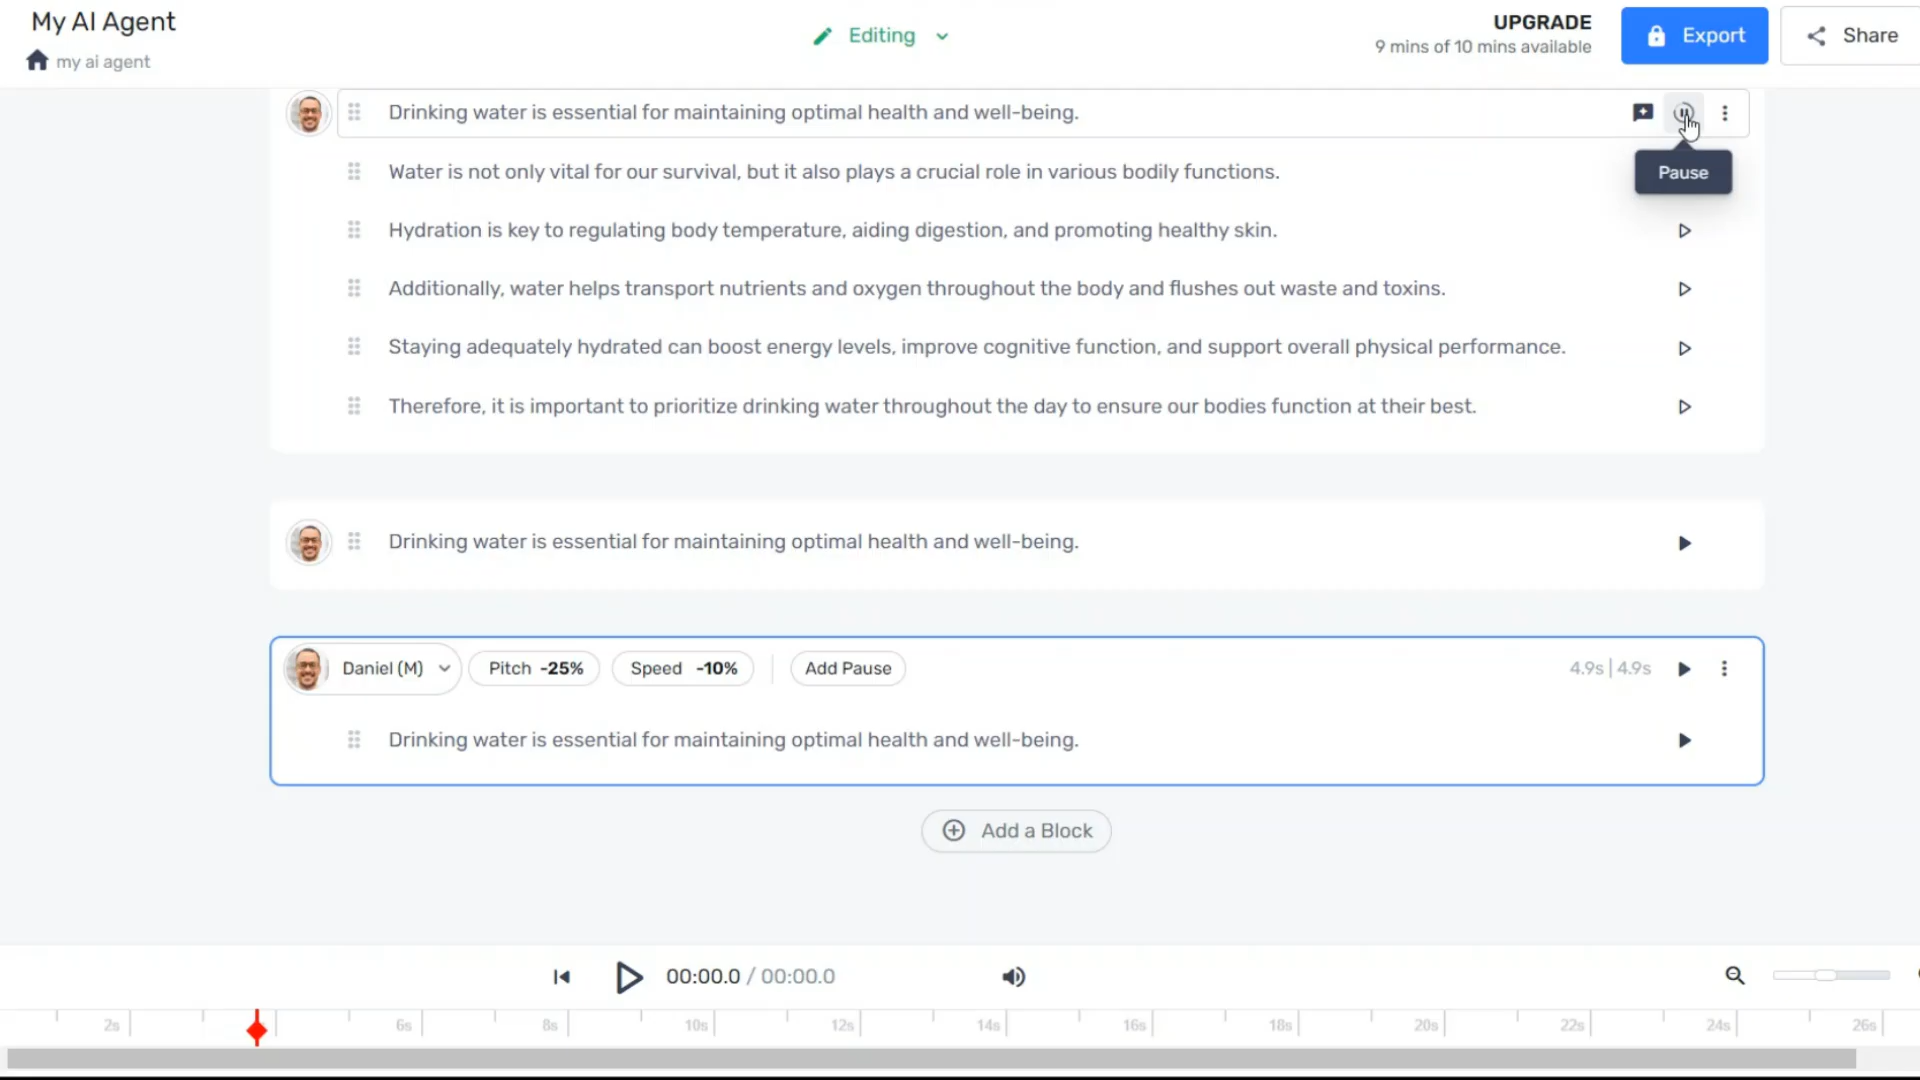 My AI Agent
my ai agent
Editing
UPGRADE
9 mins of 10 mins available
Export
Share
Drinking water is essential for maintaining optimal health and well-being.
Pause
Water is not only vital for our survival, but it also plays a crucial role in various bodily functions.
Hydration is key to regulating body temperature, aiding digestion, and promoting healthy skin.
Additionally, water helps transport nutrients and oxygen throughout the body and flushes out waste and toxins.
Staying adequately hydrated can boost energy levels, improve cognitive function, and support overall physical performance.
Therefore, it is important to prioritize drinking water throughout the day to ensure our bodies function at their best.
Drinking water is essential for maintaining optimal health and well-being.
Daniel (M) Pitch -25% Speed -10% Add Pause 4.9s | 4.9s
Drinking water is essential for maintaining optimal health and well-being.
Add a Block
00:00.0 / 00:00.0
2s 6s 8s 10s 12s 14s 16s 18s 20s 22s 24s 26s